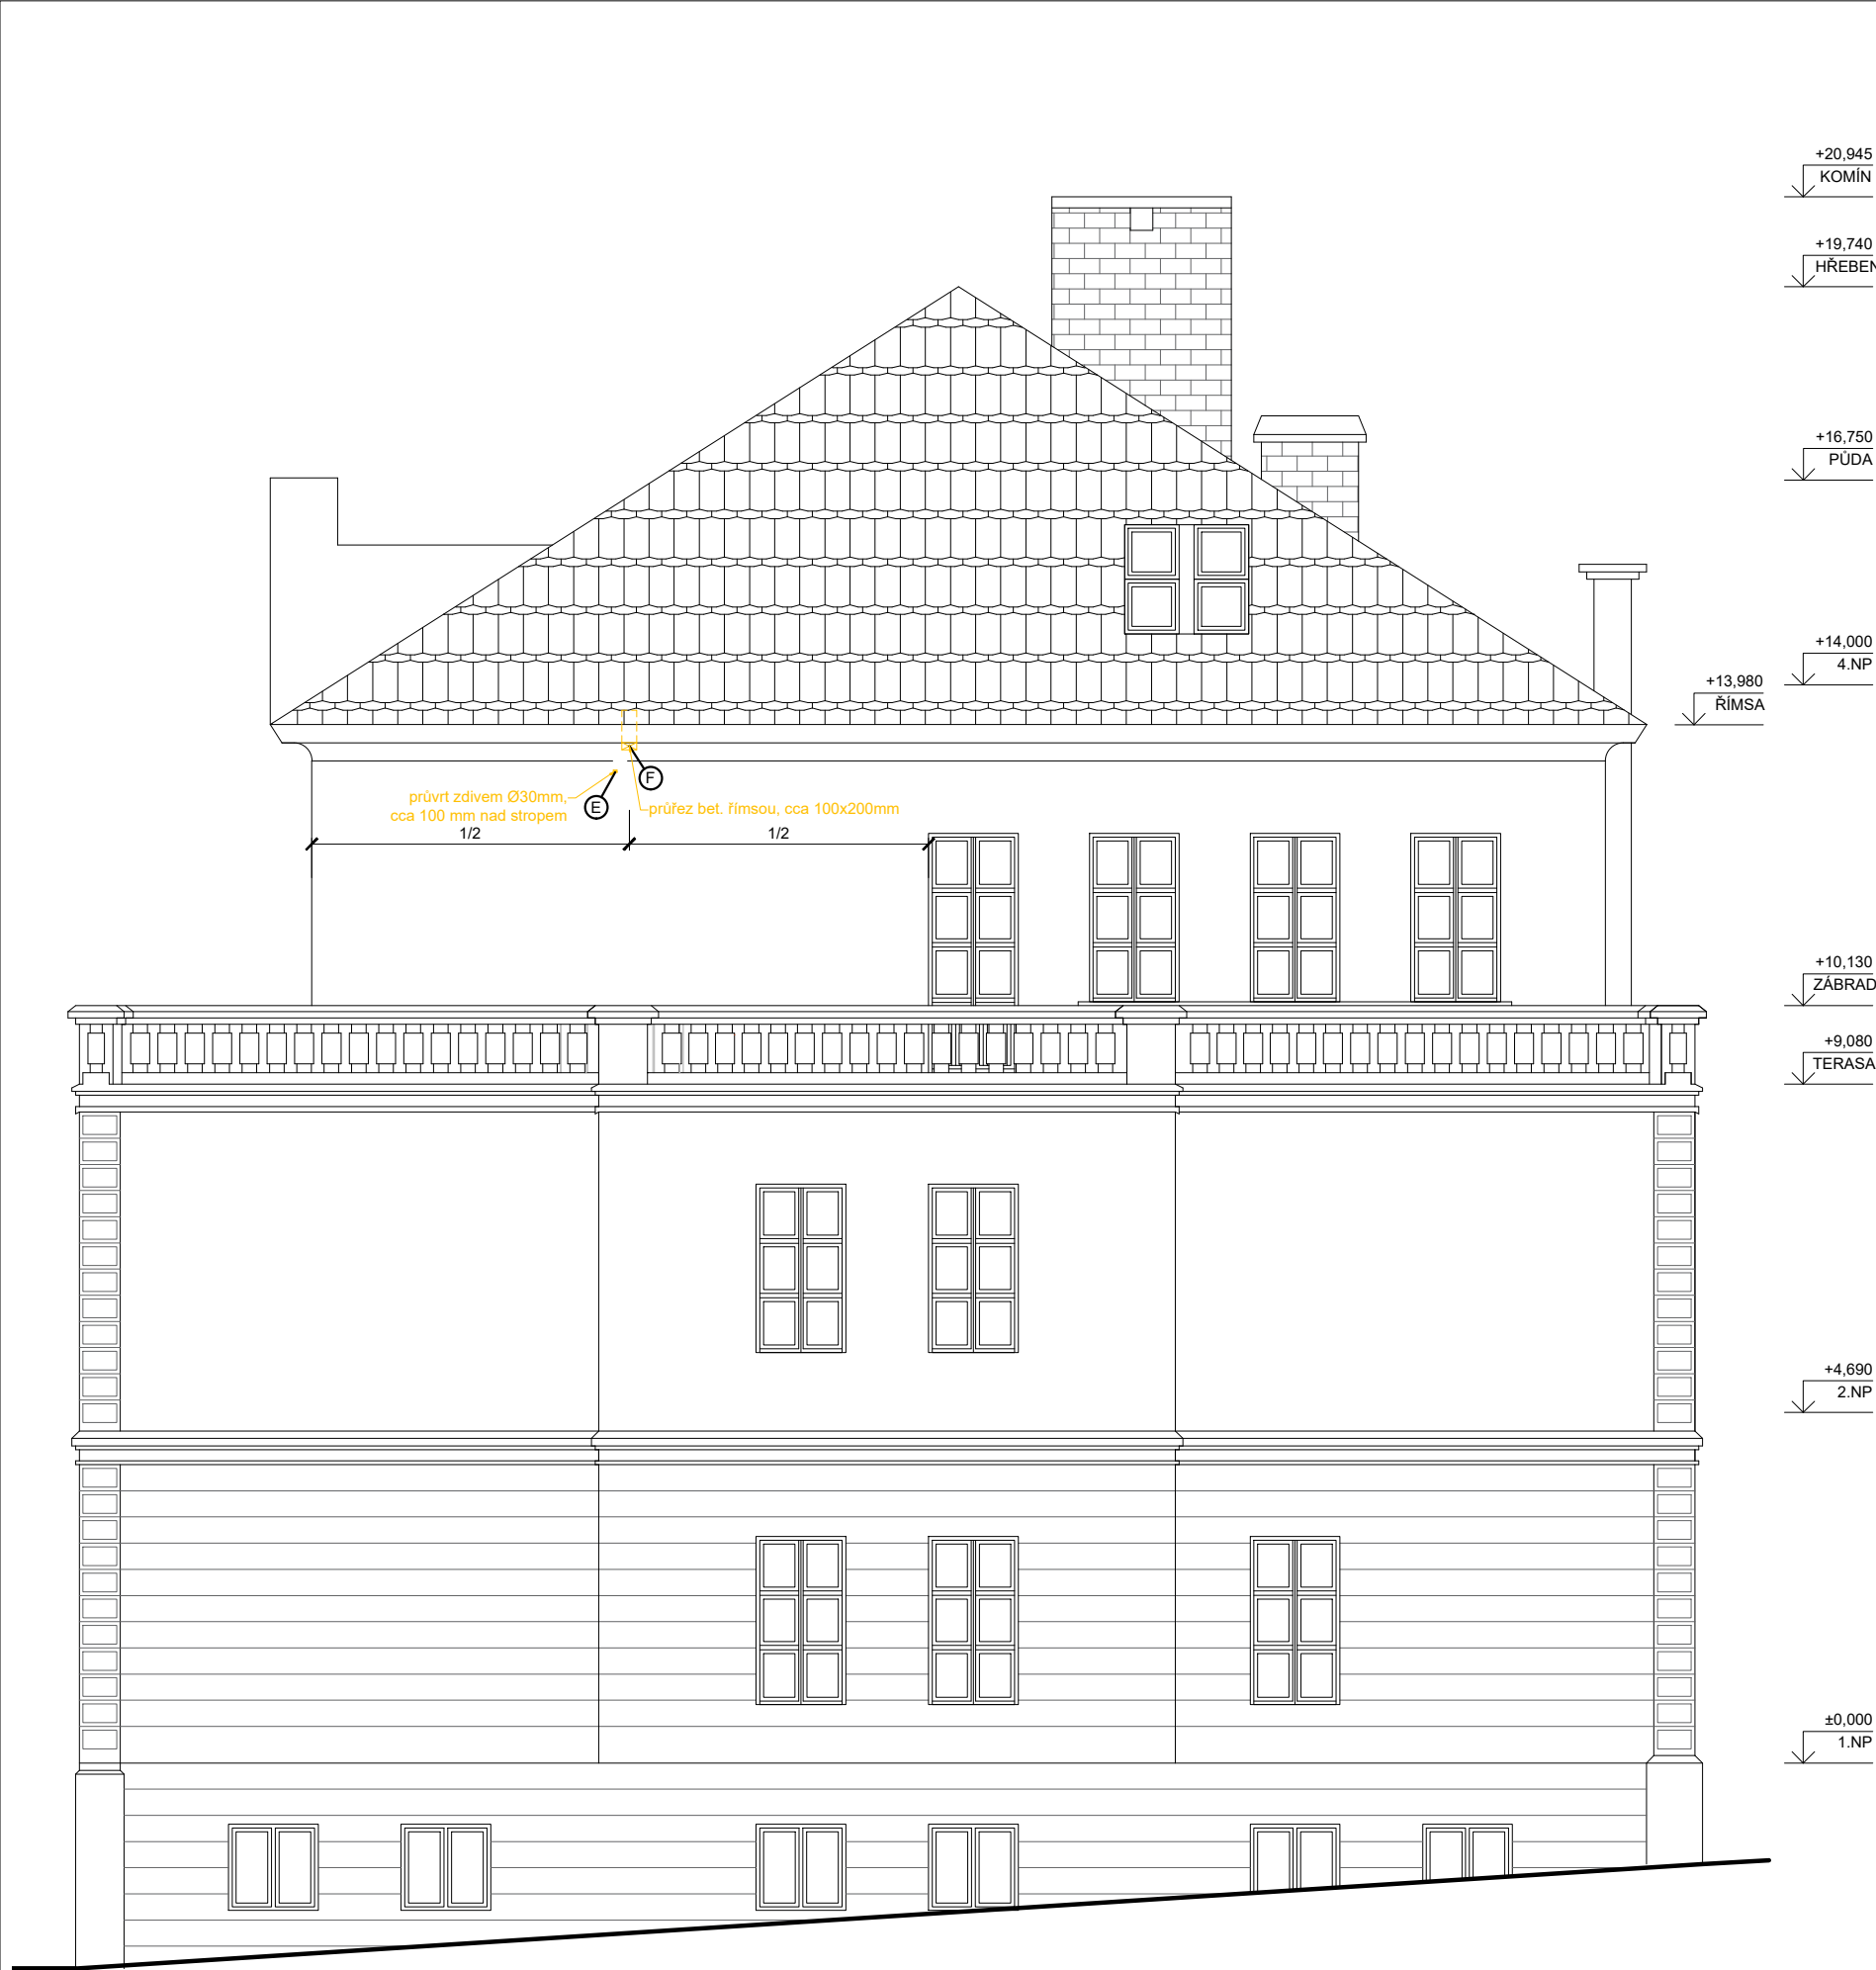 +20,945
KOMÍN
+19,740
HŘEBEN
+16,750
PŮDA
+14,000
4.NP
+13,980
ŘÍMSA
F
E
průvrt zdivem Ø30mm,
cca 100 mm nad stropem
průřez bet. římsou, cca 100x200mm
1/2
1/2
+10,130
ZÁBRAD
+9,080
TERASA
+4,690
2.NP
±0,000
1.NP